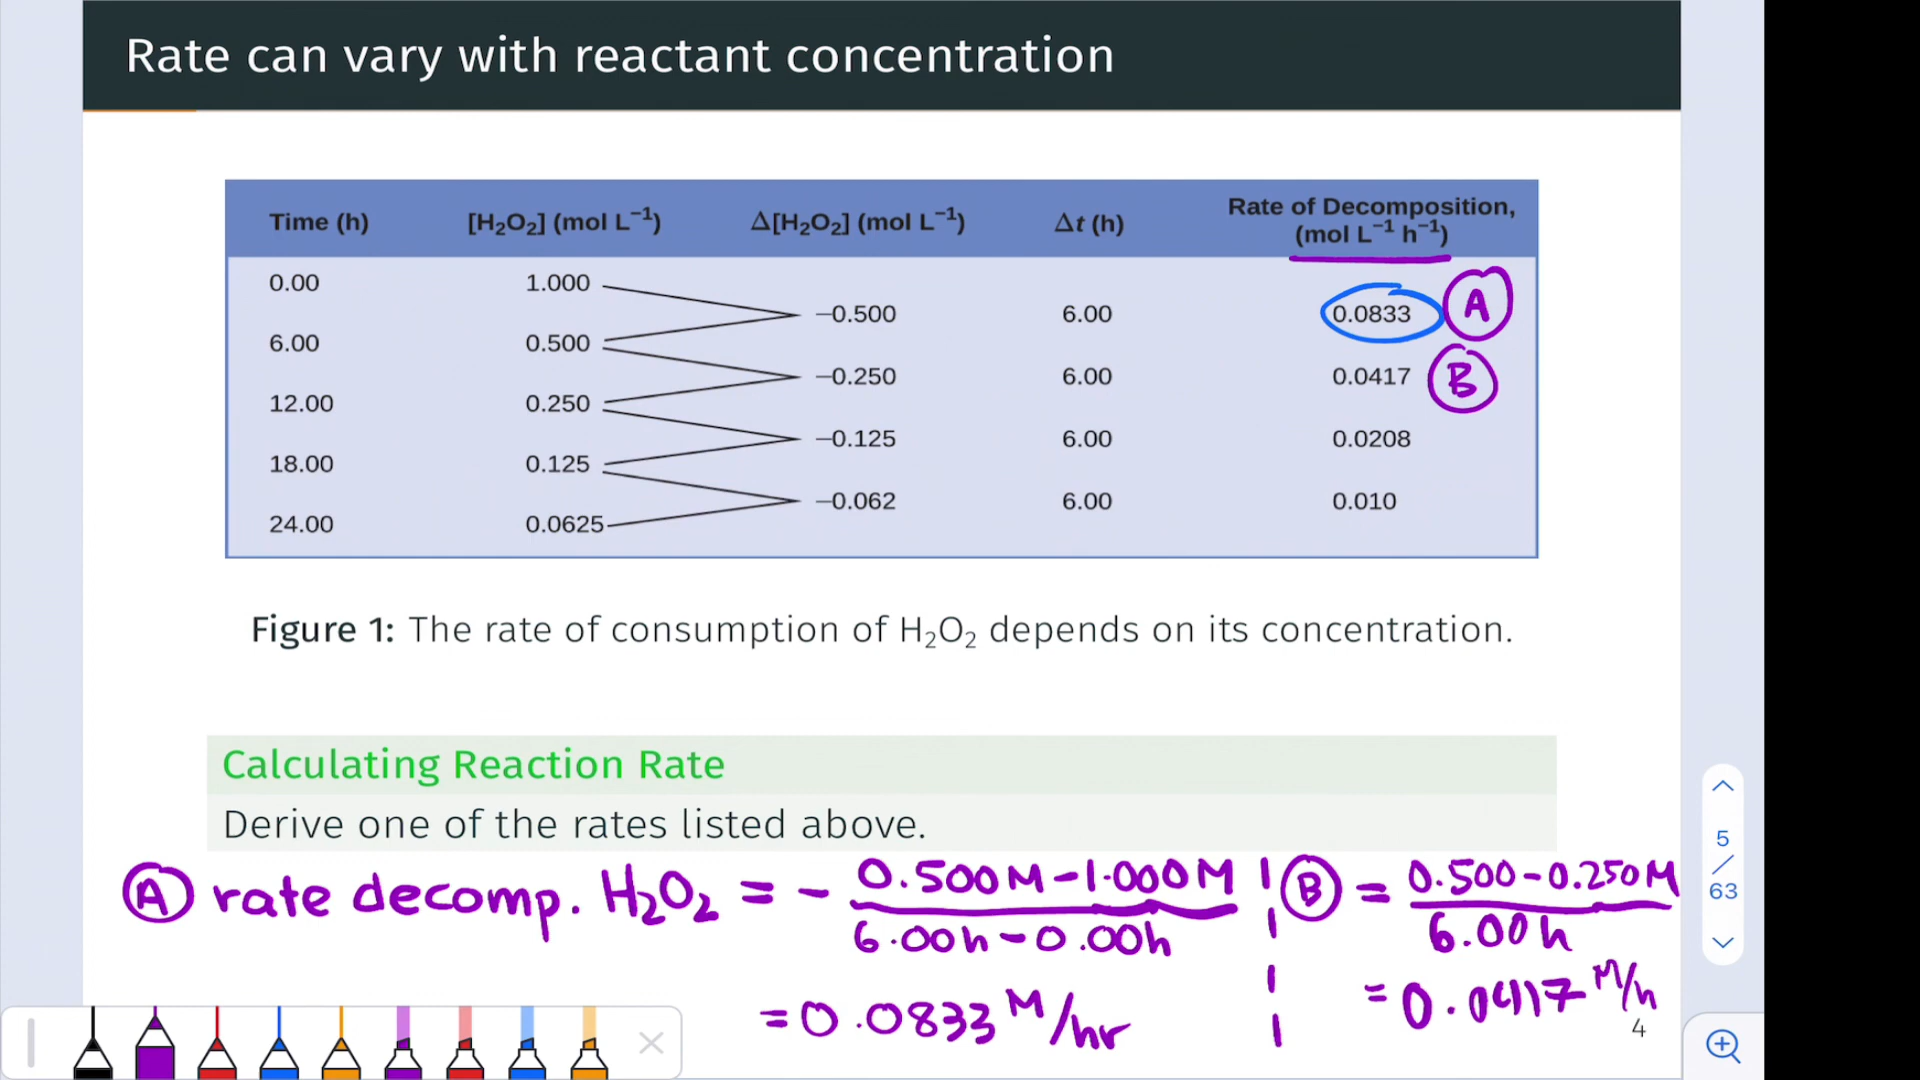 Rate can vary with reactant concentration
Time (h) [H₂O₂] (mol L⁻¹) Δ[H₂O₂] (mol L⁻¹) Δt (h) Rate of Decomposition, (mol L⁻¹ h⁻¹)
0.00 1.000
−0.500 6.00 0.0833 A
6.00 0.500
−0.250 6.00 0.0417 B
12.00 0.250
−0.125 6.00 0.0208
18.00 0.125
−0.062 6.00 0.010
24.00 0.0625
Figure 1: The rate of consumption of H₂O₂ depends on its concentration.
Calculating Reaction Rate
Derive one of the rates listed above.
A rate decomp. H₂O₂ = − 0.500M−1.000M / 6.00h−0.00h
= 0.0833 M/hr
B = 0.500−0.250M / 6.00h
= 0.0417 M/h
4
5 / 63